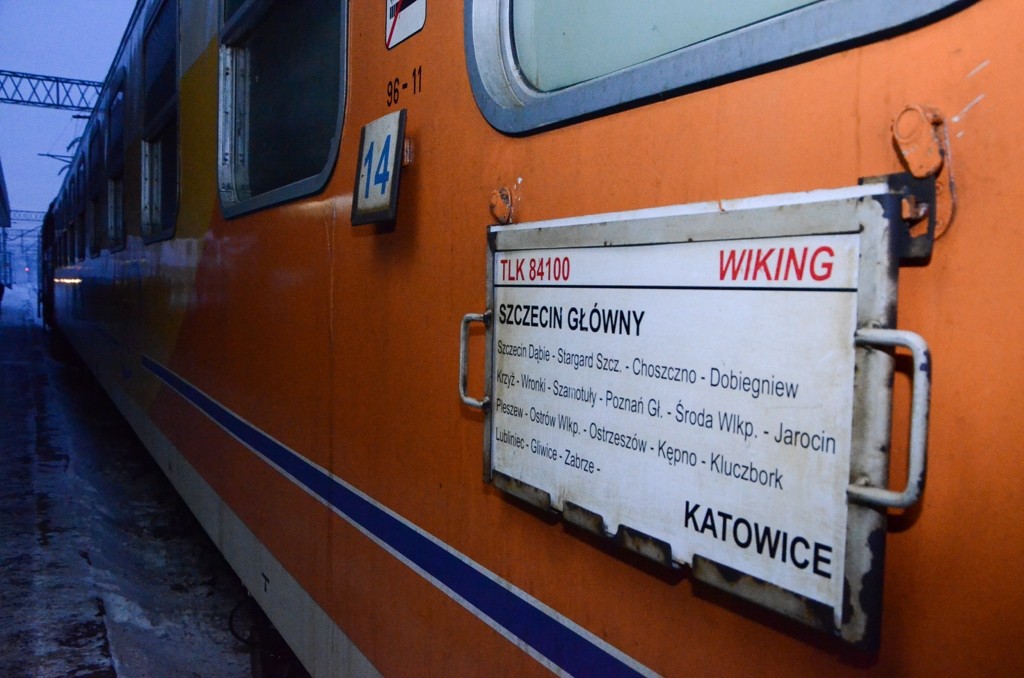 96-11
14
TLK 84100 WIKING
SZCZECIN GŁÓWNY
Szczecin Dąbie - Stargard Szcz. - Choszczno - Dobiegniew
Krzyż - Wronki - Szamotuły - Poznań Gł. - Środa Wlkp. - Jarocin
Pleszew - Ostrów Wlkp. - Ostrzeszów - Kępno - Kluczbork
Lubliniec - Gliwice - Zabrze -
KATOWICE
T